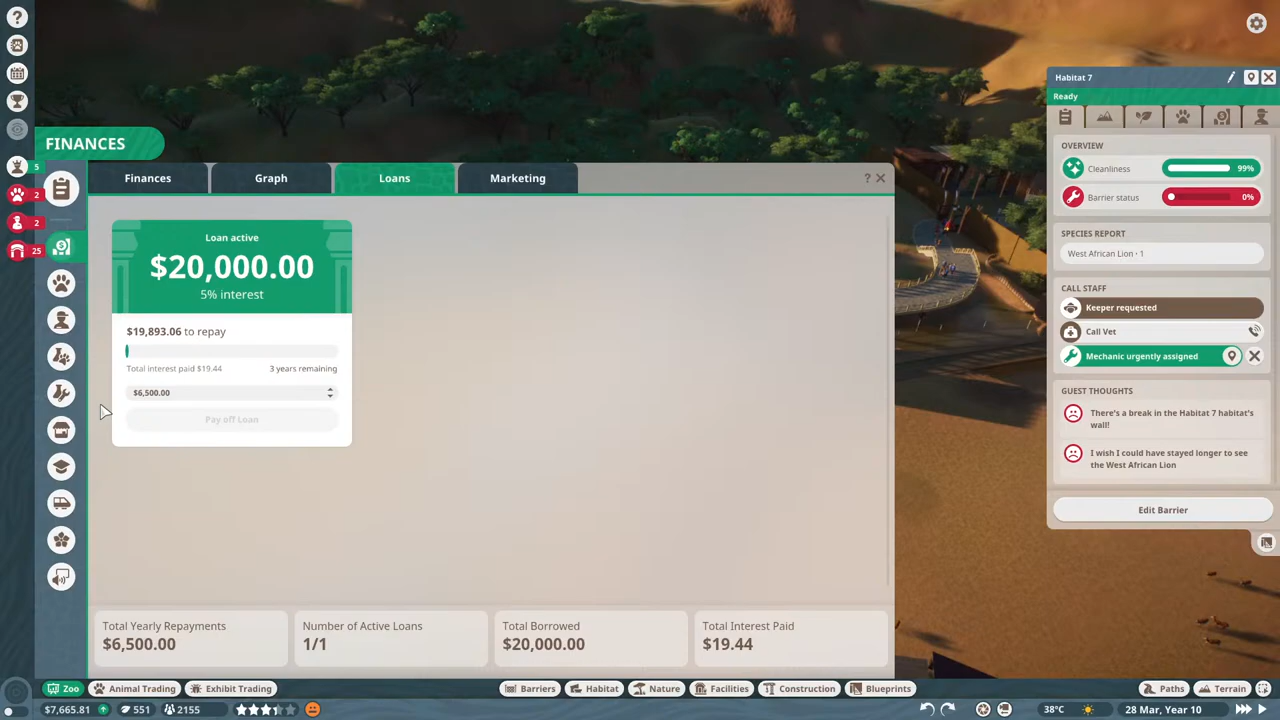 Habitat 7
Ready
FINANCES
OVERVIEW
Cleanliness
99%
Barrier status
0%
Finances
Graph
Loans
Marketing
?
5
2
2
25
Loan active
$20,000.00
5% interest
$19,893.06 to repay
Total interest paid $19.44
3 years remaining
$6,500.00
Pay off Loan
SPECIES REPORT
West African Lion · 1
CALL STAFF
Keeper requested
Call Vet
Mechanic urgently assigned
GUEST THOUGHTS
There's a break in the Habitat 7 habitat's
wall!
I wish I could have stayed longer to see
the West African Lion
Edit Barrier
Total Yearly Repayments
$6,500.00
Number of Active Loans
1/1
Total Borrowed
$20,000.00
Total Interest Paid
$19.44
Zoo
Animal Trading
Exhibit Trading
Barriers
Habitat
Nature
Facilities
Construction
Blueprints
Paths
Terrain
$7,665.81
551
2155
38°C
28 Mar, Year 10